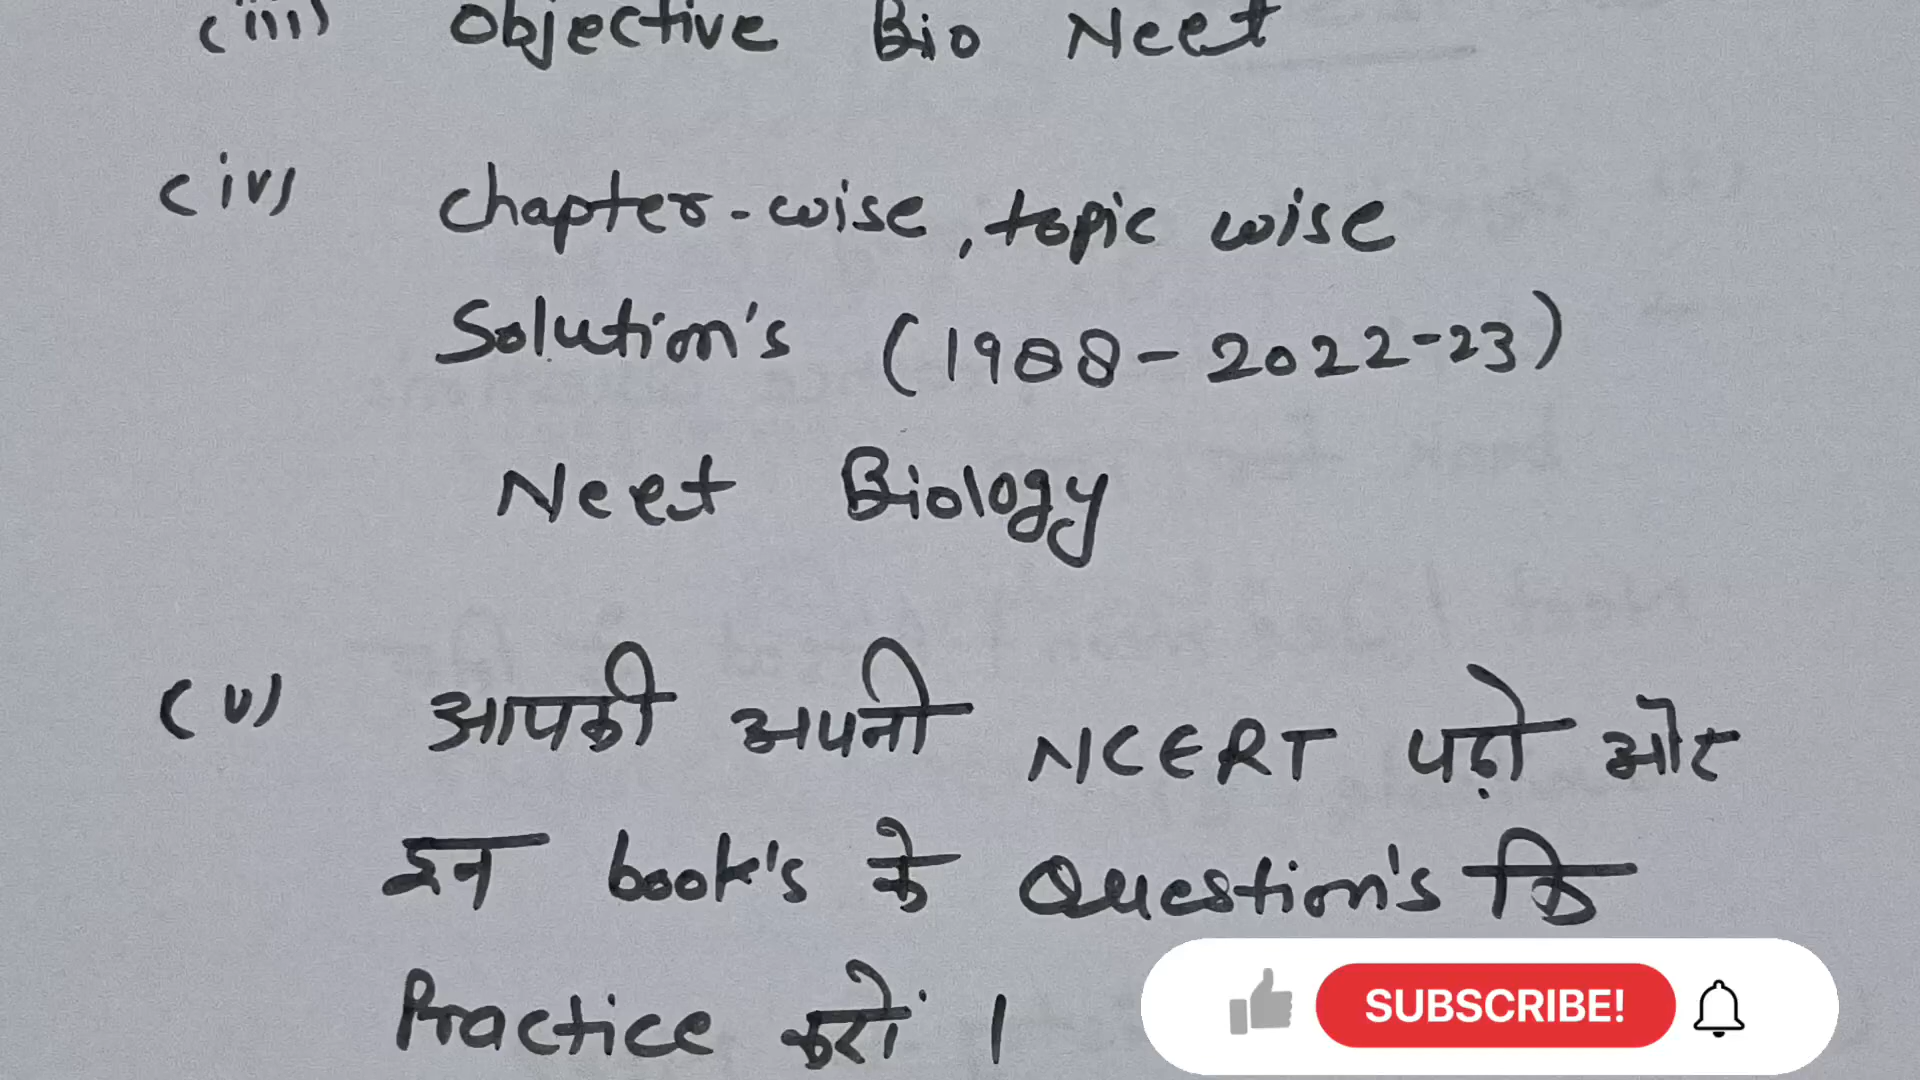 (iii) Objective Bio Neet
(iv) Chapter-wise, topic wise
Solution's (1988-2022-23)
Neet Biology
(v) आपकी अपनी NCERT पढ़ो और
इन book's के Question's कि
Practice करों ।
SUBSCRIBE!